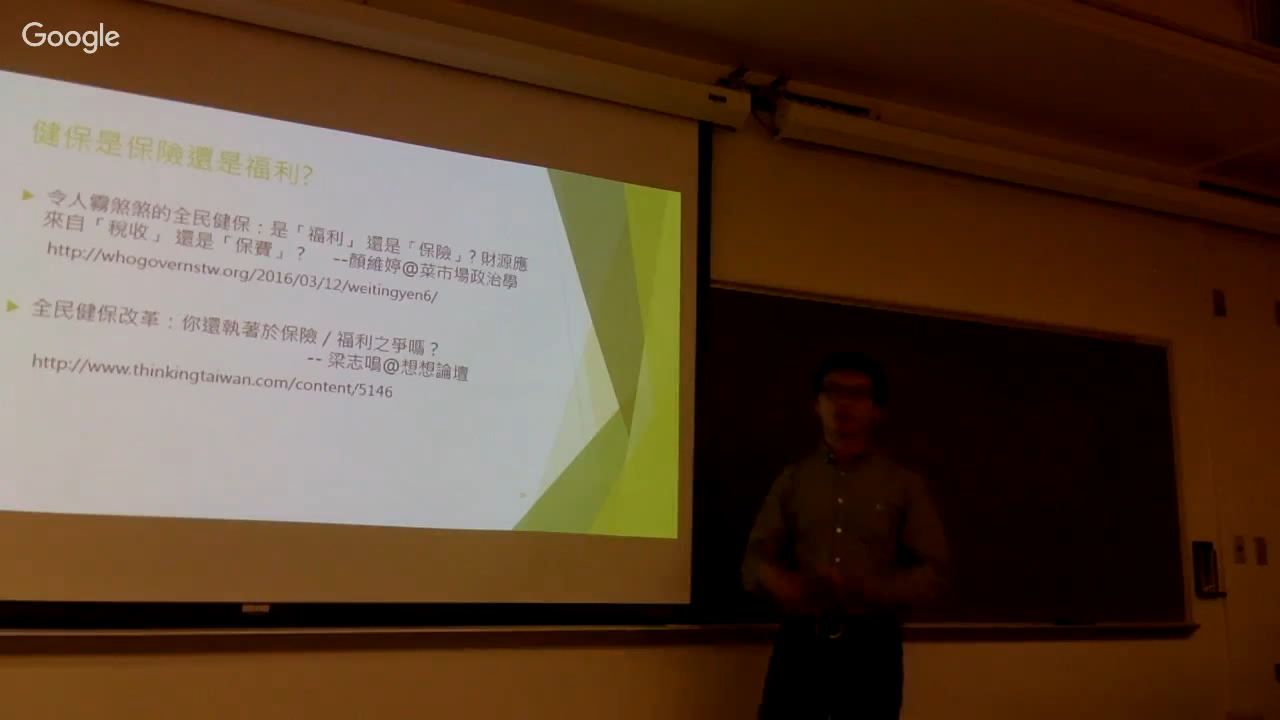 Google
健保是保險還是福利?
令人霧煞煞的全民健保：是「福利」 還是「保險」? 財源應
來自「稅收」 還是「保費」？ --顏維婷@菜市場政治學
http://whogovernstw.org/2016/03/12/weitingyen6/
全民健保改革：你還執著於保險 / 福利之爭嗎？
-- 梁志鳴@想想論壇
http://www.thinkingtaiwan.com/content/5146